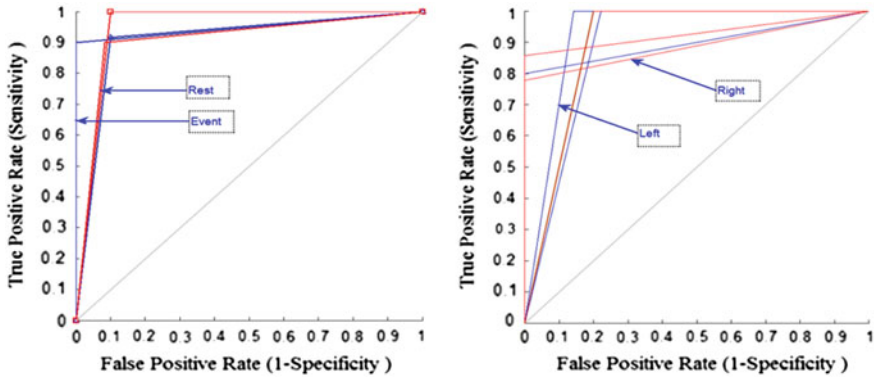 True Positive Rate (Sensitivity )
1
0.9
0.8
0.7
0.6
0.5
0.4
0.3
0.2
0.1
0
Rest
Event
0 0.1 0.2 0.3 0.4 0.5 0.6 0.7 0.8 0.9 1
False Positive Rate (1-Specificity )
True Positive Rate (Sensitivity )
1
0.9
0.8
0.7
0.6
0.5
0.4
0.3
0.2
0.1
0
Right
Left
0 0.1 0.2 0.3 0.4 0.5 0.6 0.7 0.8 0.9 1
False Positive Rate (1-Specificity )